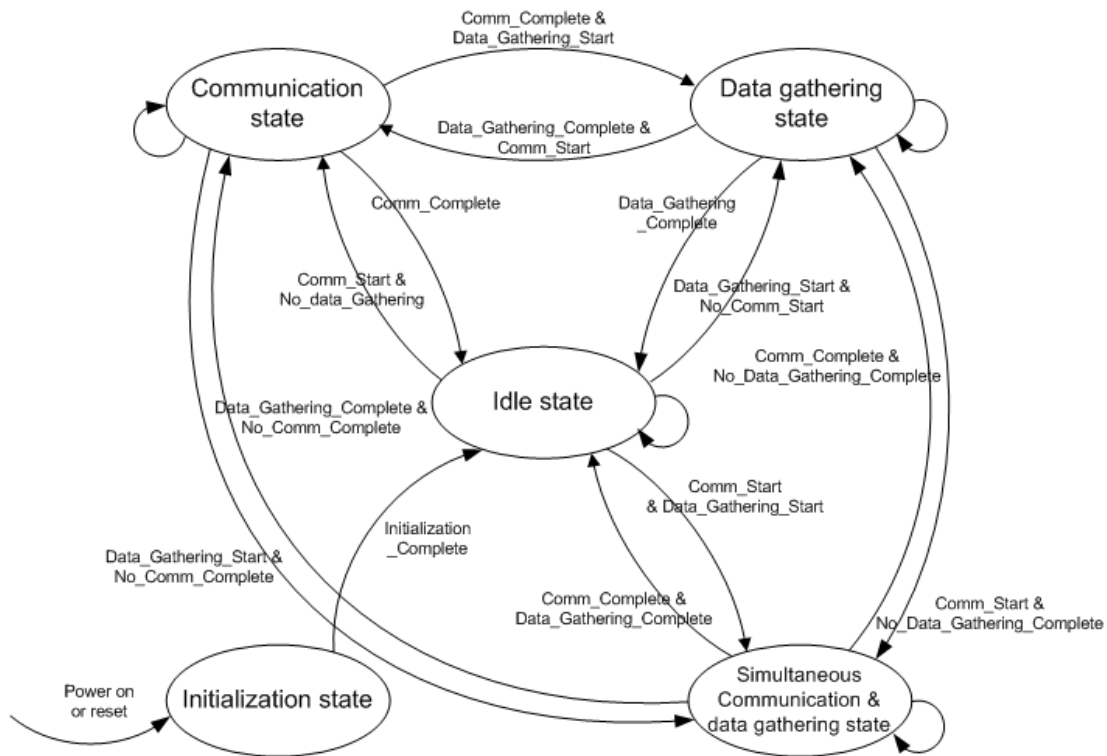 Comm_Complete &
Data_Gathering_Start
Communication
state
Data gathering
state
Data_Gathering_Complete &
Comm_Start
Comm_Complete
Data_Gathering
_Complete
Comm_Start &
No_data_Gathering
Data_Gathering_Start &
No_Comm_Start
Comm_Complete &
No_Data_Gathering_Complete
Idle state
Data_Gathering_Complete &
No_Comm_Complete
Comm_Start
& Data_Gathering_Start
Initialization
_Complete
Data_Gathering_Start &
No_Comm_Complete
Comm_Complete &
Data_Gathering_Complete
Comm_Start &
No_Data_Gathering_Complete
Power on
or reset
Initialization state
Simultaneous
Communication &
data gathering state